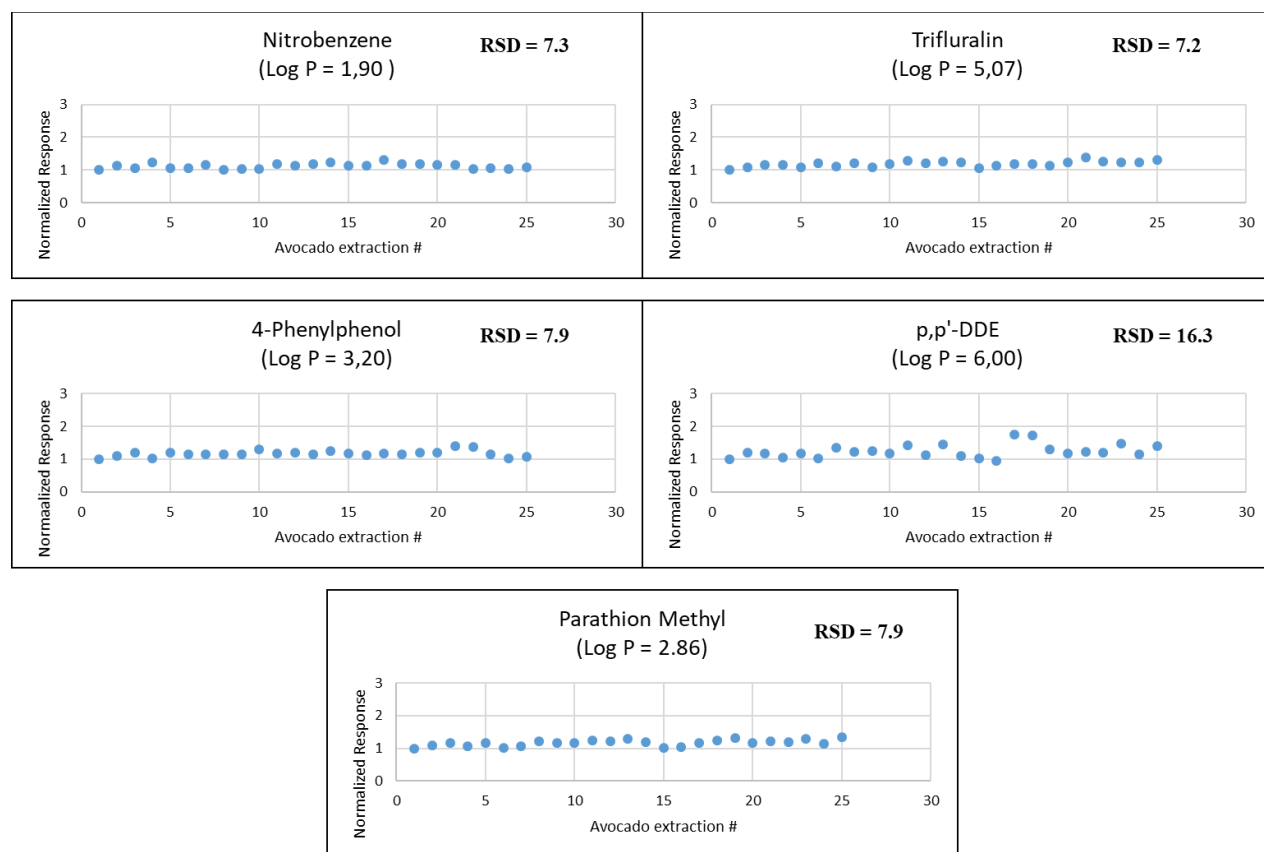 Nitrobenzene
(Log P = 1,90 )
RSD = 7.3
Normalized Response
3
2
1
0
0 5 10 15 20 25 30
Avocado extraction #
Trifluralin
(Log P = 5,07)
RSD = 7.2
Normalized Response
3
2
1
0
0 5 10 15 20 25 30
Avocado extraction #
4-Phenylphenol
(Log P = 3,20)
RSD = 7.9
Normaalized Response
3
2
1
0
0 5 10 15 20 25 30
Avocado extraction #
p,p'-DDE
(Log P = 6,00)
RSD = 16.3
Normalized Response
3
2
1
0
0 5 10 15 20 25 30
Avocado extraction #
Parathion Methyl
(Log P = 2.86)
RSD = 7.9
Normalized Response
3
2
1
0
0 5 10 15 20 25 30
Avocado extraction #